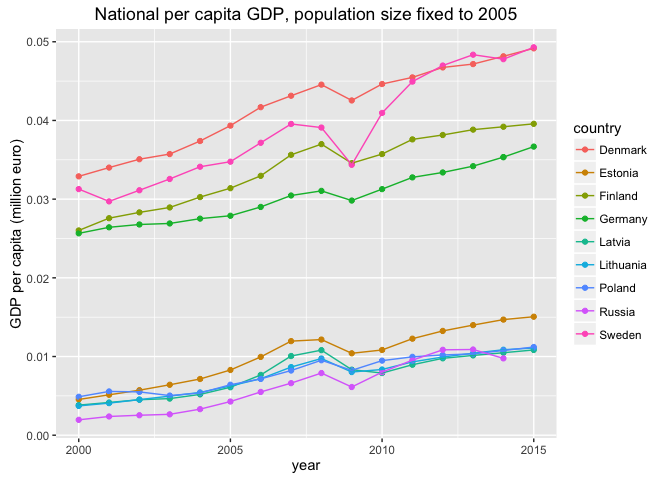 National per capita GDP, population size fixed to 2005
GDP per capita (million euro)
0.05
0.04
0.03
0.02
0.01
0.00
2000
2005
2010
2015
year
country
Denmark
Estonia
Finland
Germany
Latvia
Lithuania
Poland
Russia
Sweden